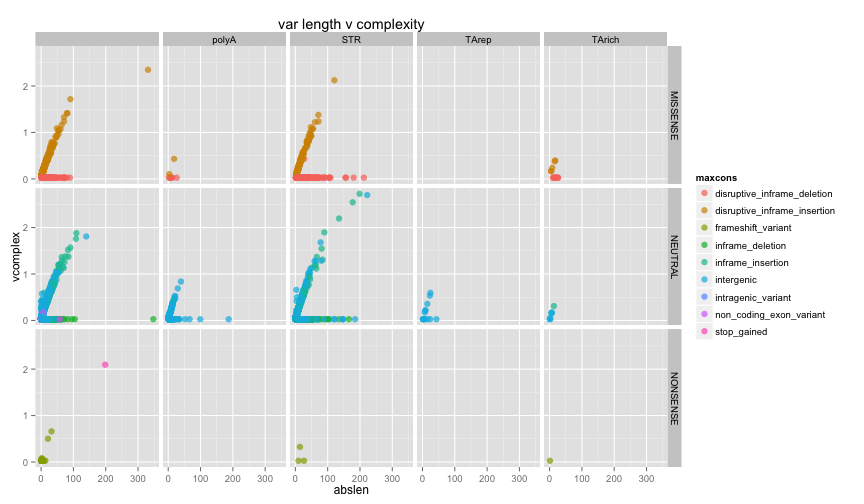 var length v complexity
polyA STR TArep TArich
2
1
0
MISSENSE
2
1
0
NEUTRAL
2
1
0
NONSENSE
vcomplex
0 100 200 300 0 100 200 300 0 100 200 300 0 100 200 300 0 100 200 300
abslen
maxcons
disruptive_inframe_deletion
disruptive_inframe_insertion
frameshift_variant
inframe_deletion
inframe_insertion
intergenic
intragenic_variant
non_coding_exon_variant
stop_gained